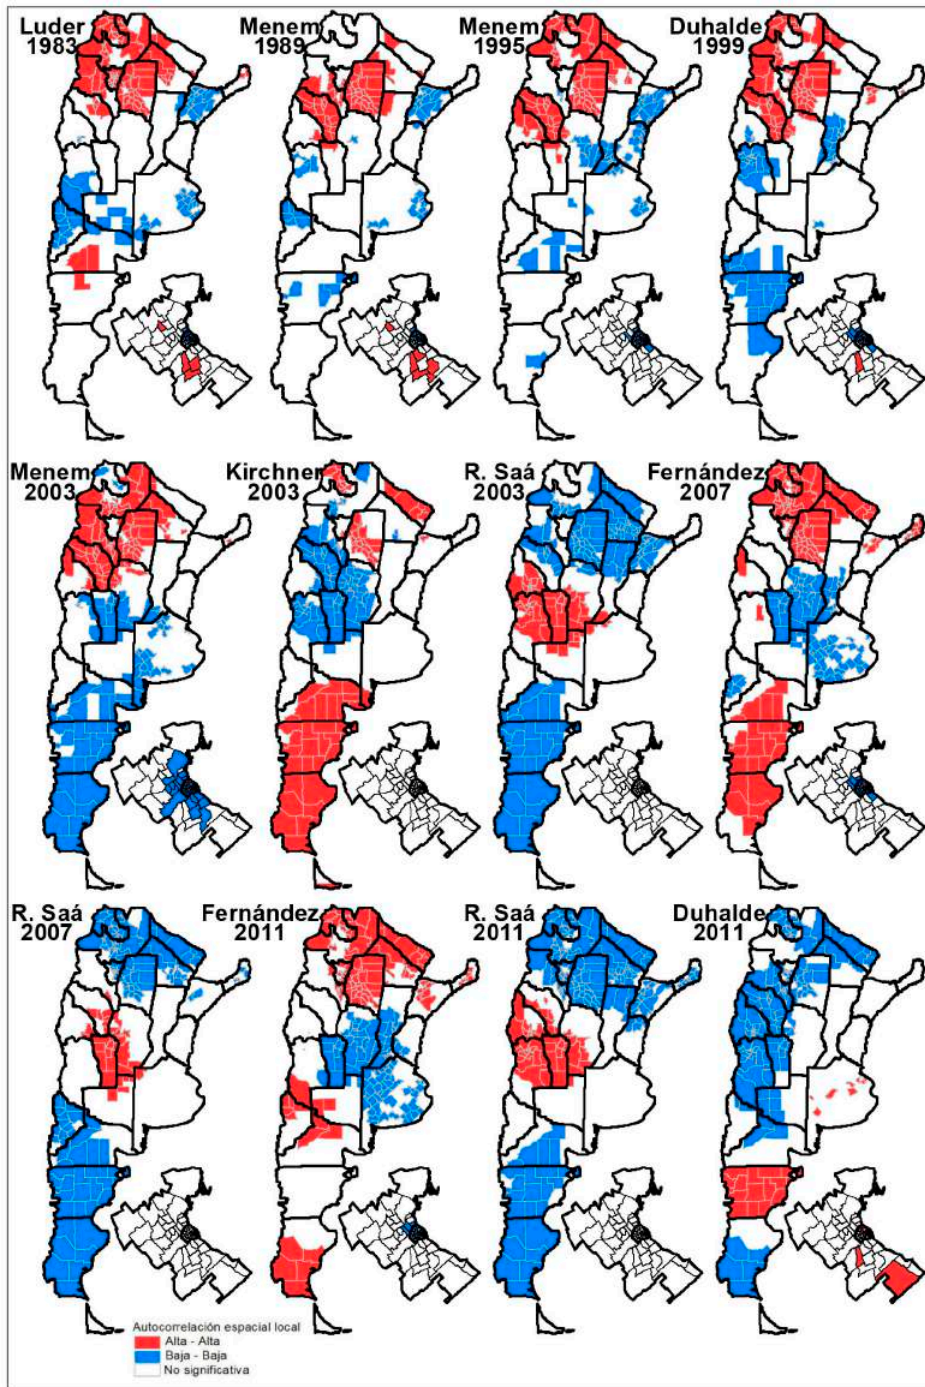 Luder
1983
Menem
1989
Menem
1995
Duhalde
1999
Menem
2003
Kirchner
2003
R. Saá
2003
Fernández
2007
R. Saá
2007
Fernández
2011
R. Saá
2011
Duhalde
2011
Autocorrelación espacial local
Alta - Alta
Baja - Baja
No significativa